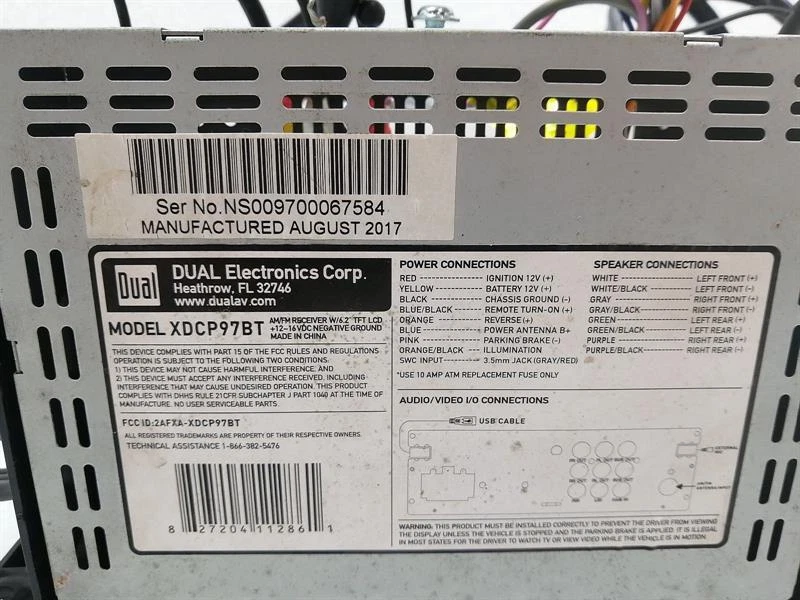 Ser No.NS009700067584
MANUFACTURED AUGUST 2017
Dual
DUAL Electronics Corp.
Heathrow, FL 32746
www.dualav.com
MODEL XDCP97BT
AM/FM RECEIVER W/6.2" TFT LCD
+12~16VDC NEGATIVE GROUND
MADE IN CHINA
THIS DEVICE COMPLIES WITH PART 15 OF THE FCC RULES AND REGULATIONS
OPERATION IS SUBJECT TO THE FOLLOWING TWO CONDITIONS:
1) THIS DEVICE MAY NOT CAUSE HARMFUL INTERFERENCE; AND
2) THIS DEVICE MUST ACCEPT ANY INTERFERENCE RECEIVED, INCLUDING
INTERFERENCE THAT MAY CAUSE UNDESIRED OPERATION. THIS PRODUCT
COMPLIES WITH DHHS RULE 21CFR SUBCHAPTER J PART 1040 AT THE TIME OF
MANUFACTURE. NO USER SERVICEABLE PARTS.
FCC ID:2AFXA-XDCP97BT
ALL REGISTERED TRADEMARKS ARE PROPERTY OF THEIR RESPECTIVE OWNERS.
TECHNICAL ASSISTANCE 1-866-382-5476
8 27204 11286 1
POWER CONNECTIONS
RED IGNITION 12V (+)
YELLOW BATTERY 12V (+)
BLACK CHASSIS GROUND (-)
BLUE/BLACK REMOTE TURN-ON (+)
ORANGE REVERSE (+)
BLUE POWER ANTENNA B+
PINK PARKING BRAKE (-)
ORANGE/BLACK ILLUMINATION
SWC INPUT 3.5mm JACK (GRAY/RED)
*USE 10 AMP ATM REPLACEMENT FUSE ONLY
SPEAKER CONNECTIONS
WHITE LEFT FRONT (+)
WHITE/BLACK LEFT FRONT (-)
GRAY RIGHT FRONT (+)
GRAY/BLACK RIGHT FRONT (-)
GREEN LEFT REAR (+)
GREEN/BLACK LEFT REAR (-)
PURPLE RIGHT REAR (+)
PURPLE/BLACK RIGHT REAR (-)
AUDIO/VIDEO I/O CONNECTIONS
USB CABLE
EXTERNAL
MIC
AM/FM
ANTENNA INPUT
WARNING: THIS PRODUCT MUST BE INSTALLED CORRECTLY TO PREVENT THE DRIVER FROM VIEWING
THE DISPLAY UNLESS THE VEHICLE IS STOPPED AND THE PARKING BRAKE IS APPLIED. IT IS ILLEGAL
IN MOST STATES FOR THE DRIVER TO WATCH TV OR VIEW VIDEO WHILE THE VEHICLE IS IN MOTION.